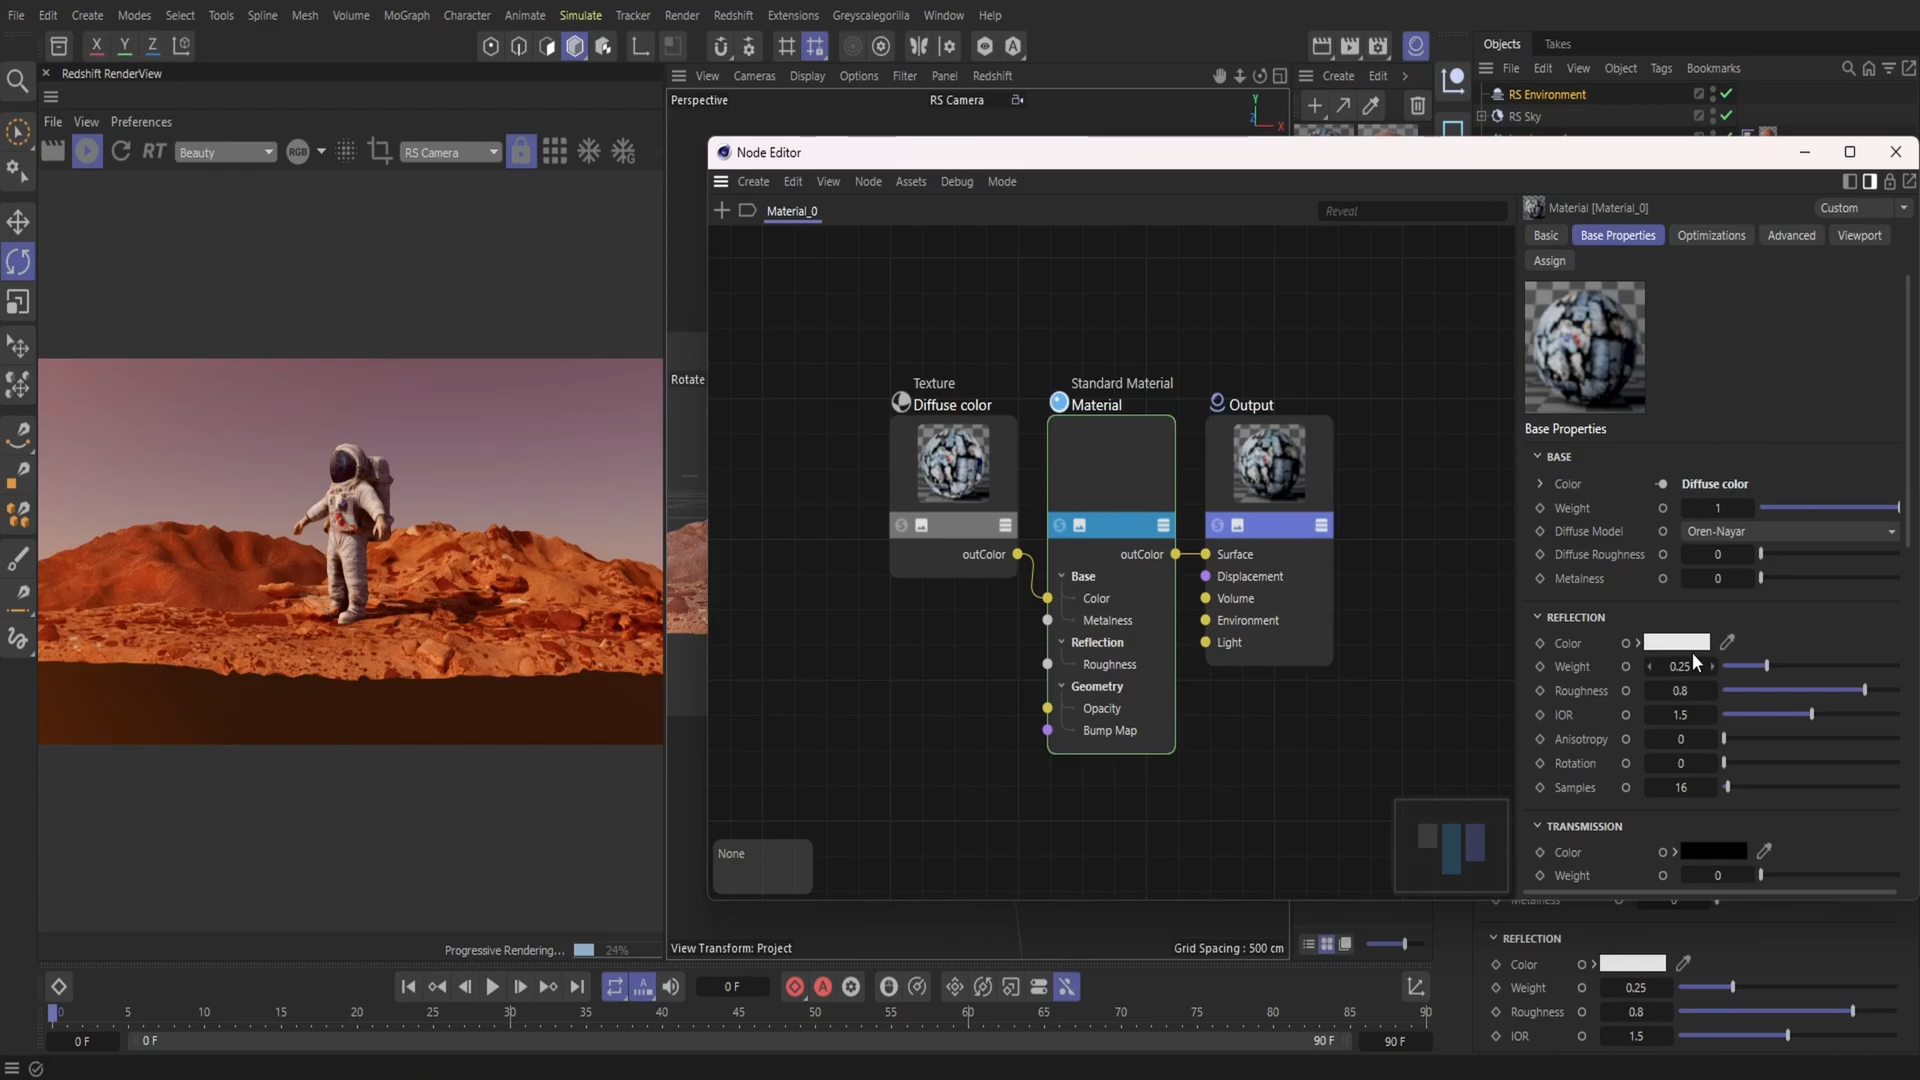 File Edit Create Modes Select Tools Spline Mesh Volume MoGraph Character Animate Simulate Tracker Render Redshift Extensions Greyscalegorilla Window Help
X Y Z
Objects Takes
Redshift RenderView
View Cameras Display Options Filter Panel Redshift
Create Edit
File Edit View Object Tags Bookmarks
Perspective
RS Camera
Y
Z
X
RS Environment
RS Sky
File View Preferences
RT
Beauty
RGB
RS Camera
Node Editor
Create Edit View Node Assets Debug Mode
Material_0
Reveal
Material [Material_0]
Custom
Basic Base Properties Optimizations Advanced Viewport
Assign
Rotate
Base Properties
Texture
Diffuse color
outColor
Standard Material
Material
outColor
Base
Color
Metalness
Reflection
Roughness
Geometry
Opacity
Bump Map
Output
Surface
Displacement
Volume
Environment
Light
None
BASE
Color Diffuse color
Weight 1
Diffuse Model Oren-Nayar
Diffuse Roughness 0
Metalness 0
REFLECTION
Color
Weight 0.25
Roughness 0.8
IOR 1.5
Anisotropy 0
Rotation 0
Samples 16
TRANSMISSION
Color
Weight 0
Progressive Rendering... 24%
View Transform: Project
Grid Spacing : 500 cm
REFLECTION
Color
Weight 0.25
Roughness 0.8
IOR 1.5
0 F
0 5 10 15 20 25 30 35 40 45 50 55 60 65 70 75 80 85 90
0 F 0 F 90 F 90 F